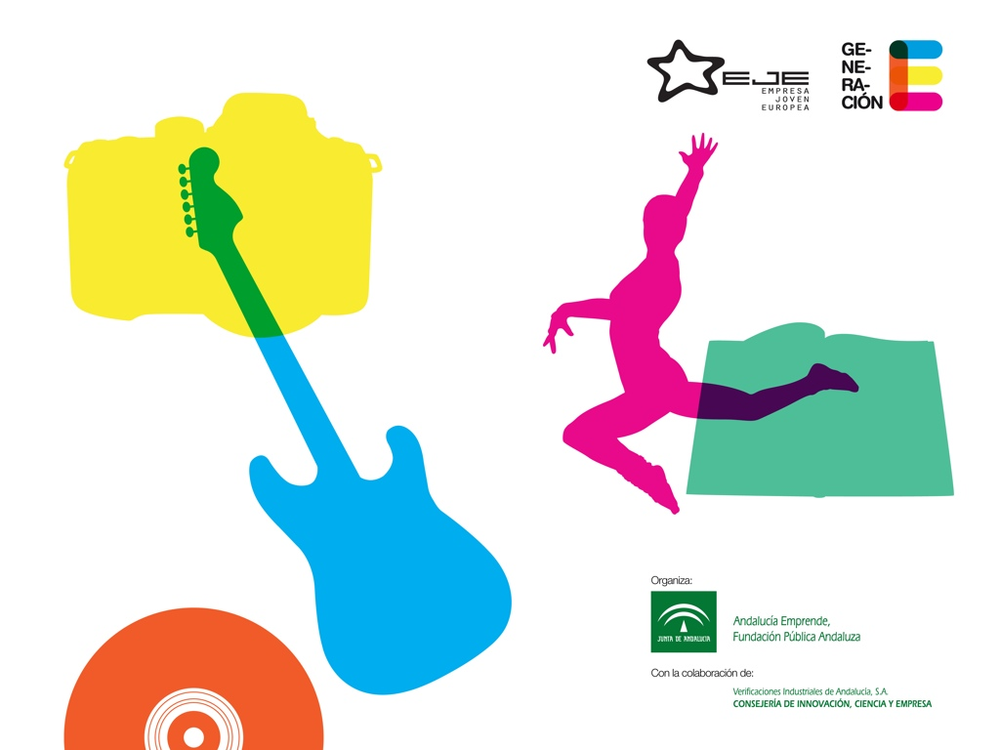 EJE
EMPRESA
JOVEN
EUROPEA
GE-
NE-
RA-
CIÓN
E
Organiza:
JUNTA DE ANDALUCIA
Andalucía Emprende,
Fundación Pública Andaluza
Con la colaboración de:
Verificaciones Industriales de Andalucía, S.A.
CONSEJERÍA DE INNOVACIÓN, CIENCIA Y EMPRESA